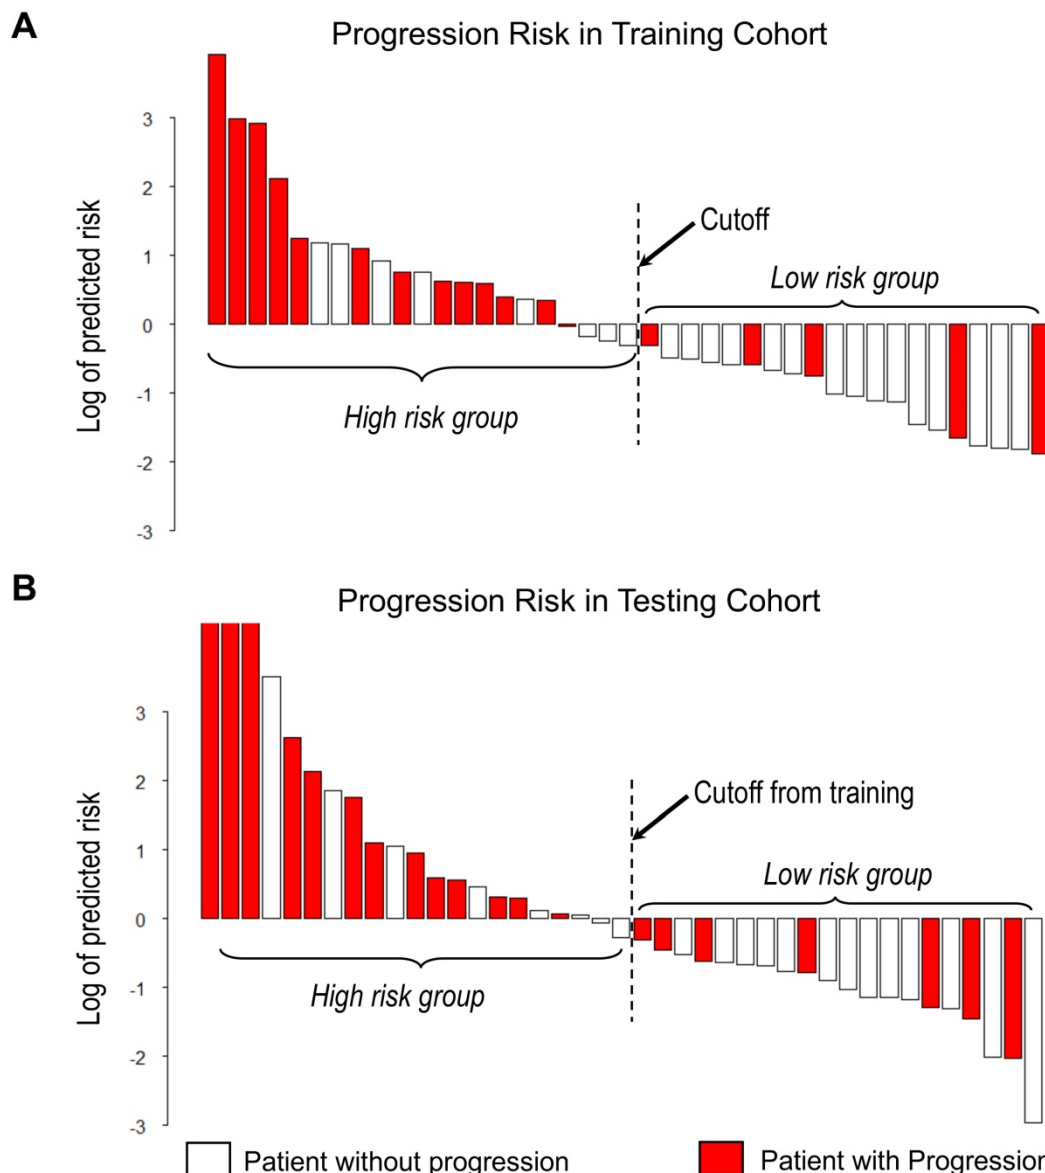 A
Progression Risk in Training Cohort
Log of predicted risk
3
2
1
0
-1
-2
-3
Cutoff
Low risk group
High risk group
B
Progression Risk in Testing Cohort
Log of predicted risk
3
2
1
0
-1
-2
-3
Cutoff from training
Low risk group
High risk group
Patient without progression
Patient with Progression